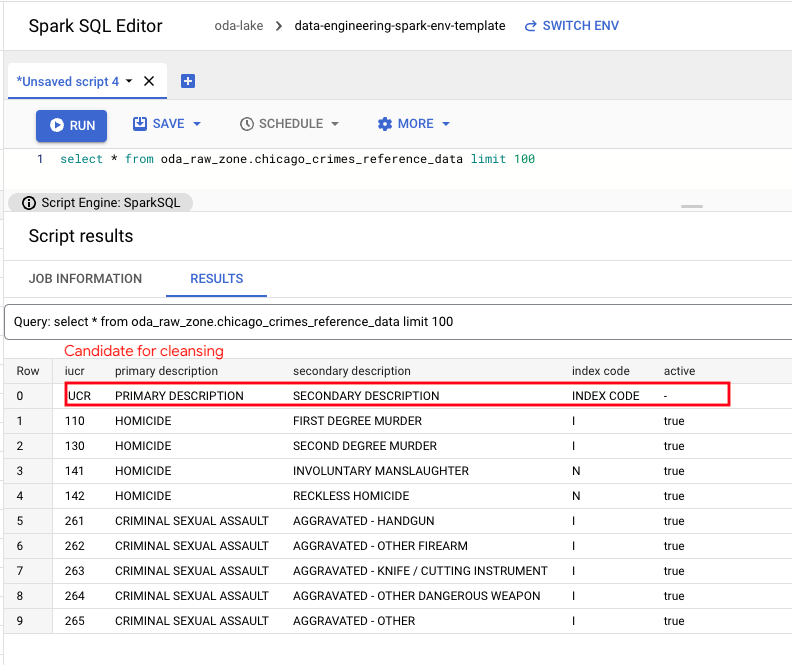 Spark SQL Editor oda-lake > data-engineering-spark-env-template SWITCH ENV
*Unsaved script 4
RUN SAVE SCHEDULE MORE
1 select * from oda_raw_zone.chicago_crimes_reference_data limit 100
Script Engine: SparkSQL
Script results
JOB INFORMATION RESULTS
Query: select * from oda_raw_zone.chicago_crimes_reference_data limit 100
Candidate for cleansing
Row iucr primary description secondary description index code active
0 IUCR PRIMARY DESCRIPTION SECONDARY DESCRIPTION INDEX CODE -
1 110 HOMICIDE FIRST DEGREE MURDER I true
2 130 HOMICIDE SECOND DEGREE MURDER I true
3 141 HOMICIDE INVOLUNTARY MANSLAUGHTER N true
4 142 HOMICIDE RECKLESS HOMICIDE N true
5 261 CRIMINAL SEXUAL ASSAULT AGGRAVATED - HANDGUN I true
6 262 CRIMINAL SEXUAL ASSAULT AGGRAVATED - OTHER FIREARM I true
7 263 CRIMINAL SEXUAL ASSAULT AGGRAVATED - KNIFE / CUTTING INSTRUMENT I true
8 264 CRIMINAL SEXUAL ASSAULT AGGRAVATED - OTHER DANGEROUS WEAPON I true
9 265 CRIMINAL SEXUAL ASSAULT AGGRAVATED - OTHER I true